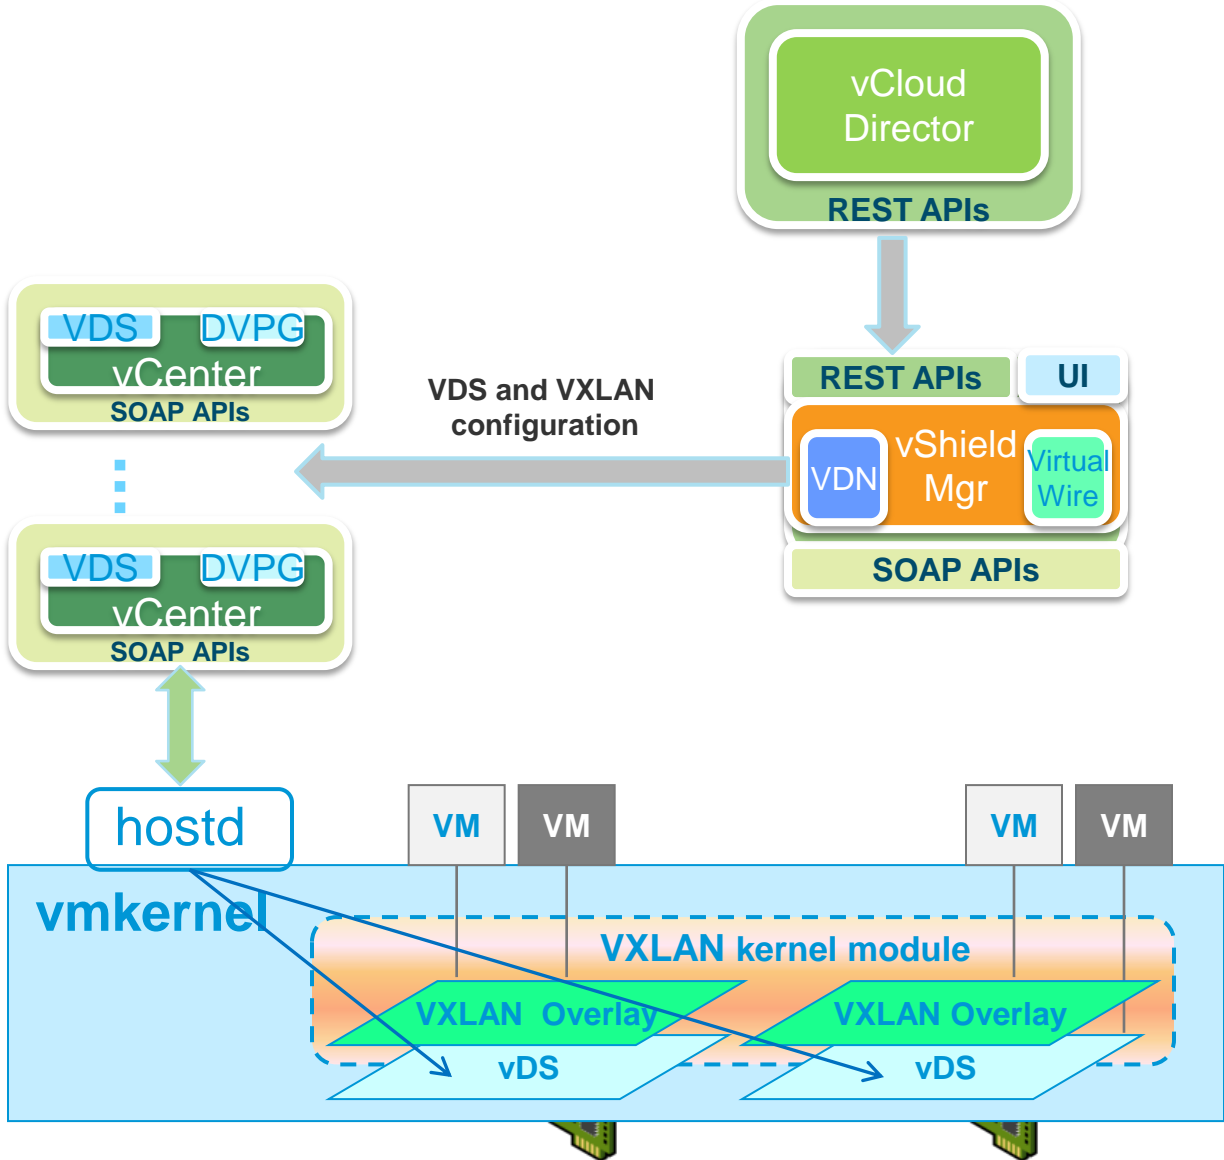 vCloud
Director
REST APIs
VDS DVPG
vCenter
SOAP APIs
VDS and VXLAN
configuration
REST APIs UI
vShield
Mgr
VDN
Virtual
Wire
SOAP APIs
VDS DVPG
vCenter
SOAP APIs
hostd
VM VM VM VM
vmkernel
VXLAN kernel module
VXLAN Overlay VXLAN Overlay
vDS vDS